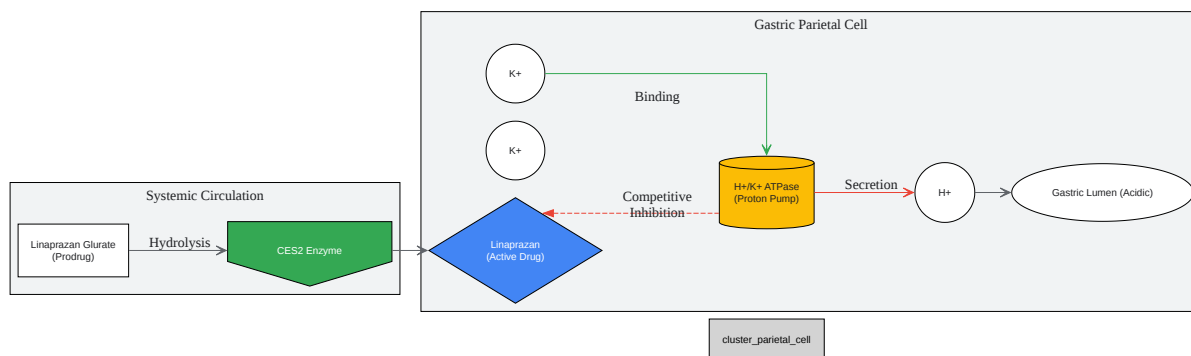 Gastric Parietal Cell
K+
Binding
K+
Systemic Circulation
Linaprazan Glurate
(Prodrug)
Hydrolysis
CES2 Enzyme
Linaprazan
(Active Drug)
Competitive
Inhibition
H+/K+ ATPase
(Proton Pump)
Secretion
H+
Gastric Lumen (Acidic)
cluster_parietal_cell